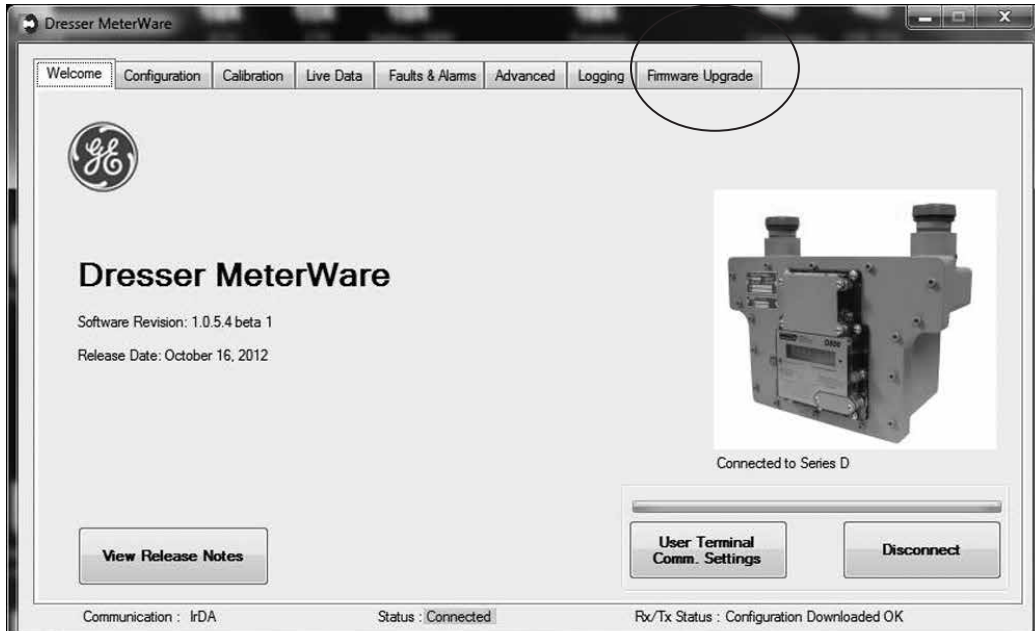 Dresser MeterWare
Welcome Configuration Calibration Live Data Faults & Alarms Advanced Logging Firmware Upgrade
GE
Dresser MeterWare
Software Revision: 1.0.5.4 beta 1
Release Date: October 16, 2012
D800
Connected to Series D
View Release Notes
User Terminal
Comm. Settings
Disconnect
Communication : IrDA Status : Connected Rx/Tx Status : Configuration Downloaded OK